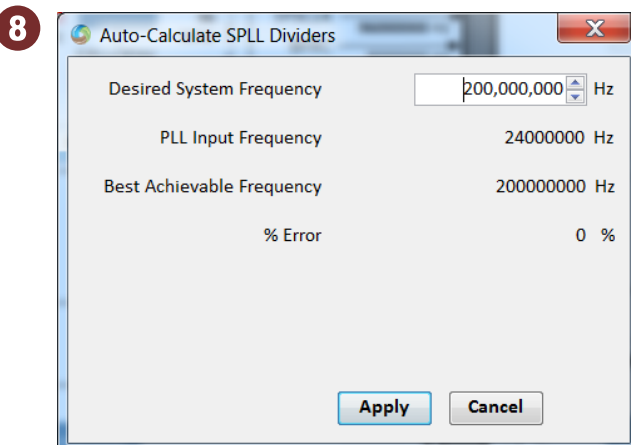 8
Auto-Calculate SPLL Dividers
X
Desired System Frequency 200,000,000 Hz
PLL Input Frequency 24000000 Hz
Best Achievable Frequency 200000000 Hz
% Error 0 %
Apply Cancel